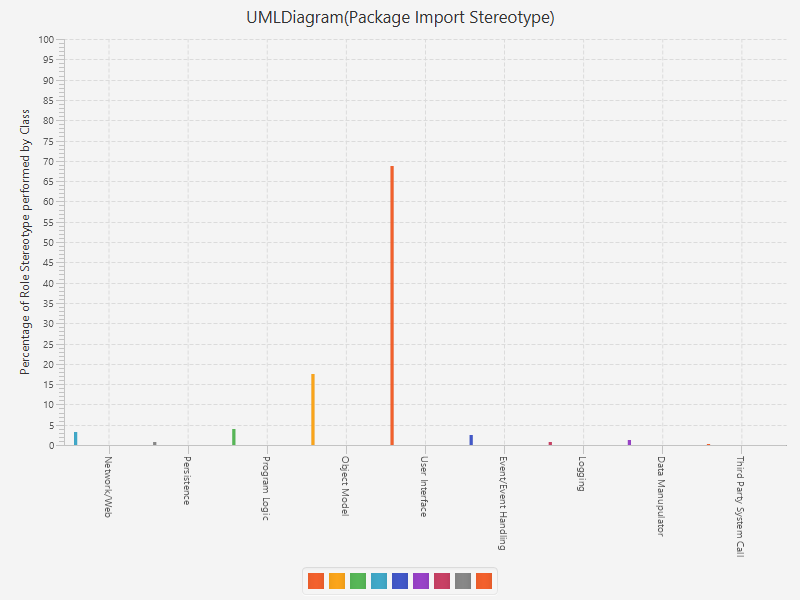 UMLDiagram(Package Import Stereotype)
Percentage of Role Stereotype performed by Class
100
95
90
85
80
75
70
65
60
55
50
45
40
35
30
25
20
15
10
5
0
Network/Web
Persistence
Program Logic
Object Model
User Interface
Event/Event Handling
Logging
Data Manupulator
Third Party System Call